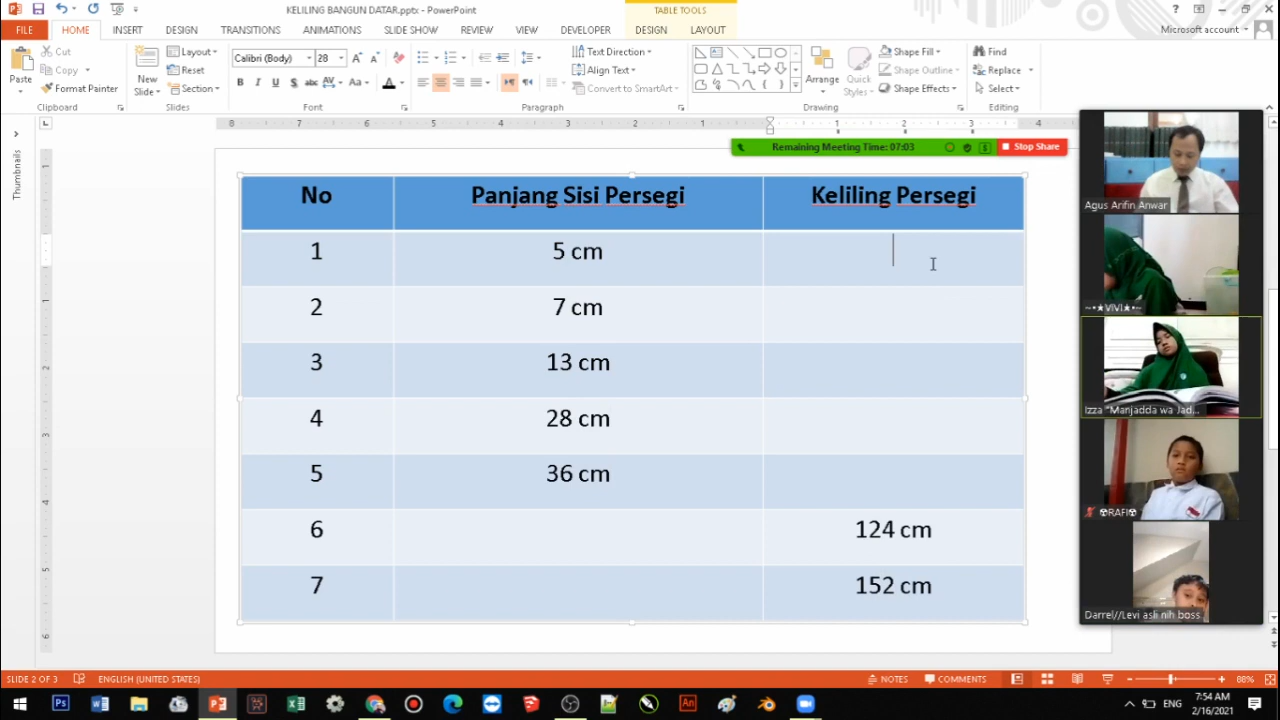 KELILING BANGUN DATAR.pptx - PowerPoint
TABLE TOOLS
FILE HOME INSERT DESIGN TRANSITIONS ANIMATIONS SLIDE SHOW REVIEW VIEW DEVELOPER DESIGN LAYOUT
Microsoft account
Paste
Cut
Copy
Format Painter
Clipboard
New
Slide
Layout
Reset
Section
Slides
Calibri (Body) 28
Font
Text Direction
Align Text
Convert to SmartArt
Paragraph
Arrange
Quick
Styles
Shape Fill
Shape Outline
Shape Effects
Drawing
Find
Replace
Select
Editing
Thumbnails
Remaining Meeting Time: 07:03
Stop Share
No Panjang Sisi Persegi Keliling Persegi
1 5 cm
2 7 cm
3 13 cm
4 28 cm
5 36 cm
6 124 cm
7 152 cm
Agus Arifin Anwar
~•★VIVI★•~
Izza "Manjadda wa Jad...
☢RAFI☢
Darrel//Levi asli nih boss
SLIDE 2 OF 3 ENGLISH (UNITED STATES) NOTES COMMENTS 88%
ENG
7:54 AM
2/16/2021